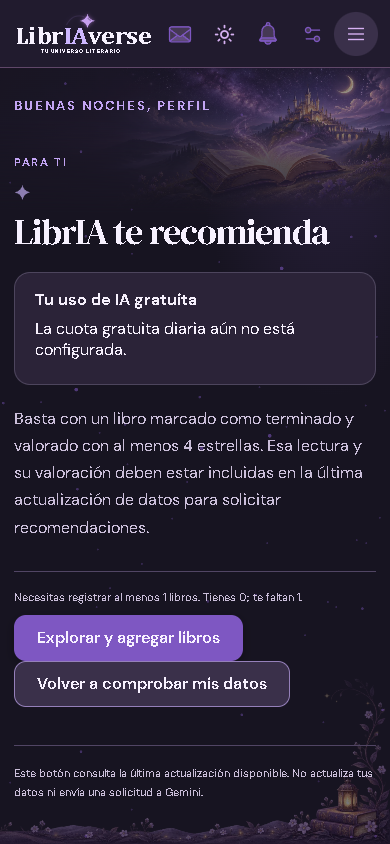 LibrIAverse
TU UNIVERSO LITERARIO
BUENAS NOCHES, PERFIL
PARA TI
LibrIA te recomienda
Tu uso de IA gratuita
La cuota gratuita diaria aún no está
configurada.
Basta con un libro marcado como terminado y
valorado con al menos 4 estrellas. Esa lectura y
su valoración deben estar incluidas en la última
actualización de datos para solicitar
recomendaciones.
Necesitas registrar al menos 1 libros. Tienes 0; te faltan 1.
Explorar y agregar libros
Volver a comprobar mis datos
Este botón consulta la última actualización disponible. No actualiza tus
datos ni envía una solicitud a Gemini.